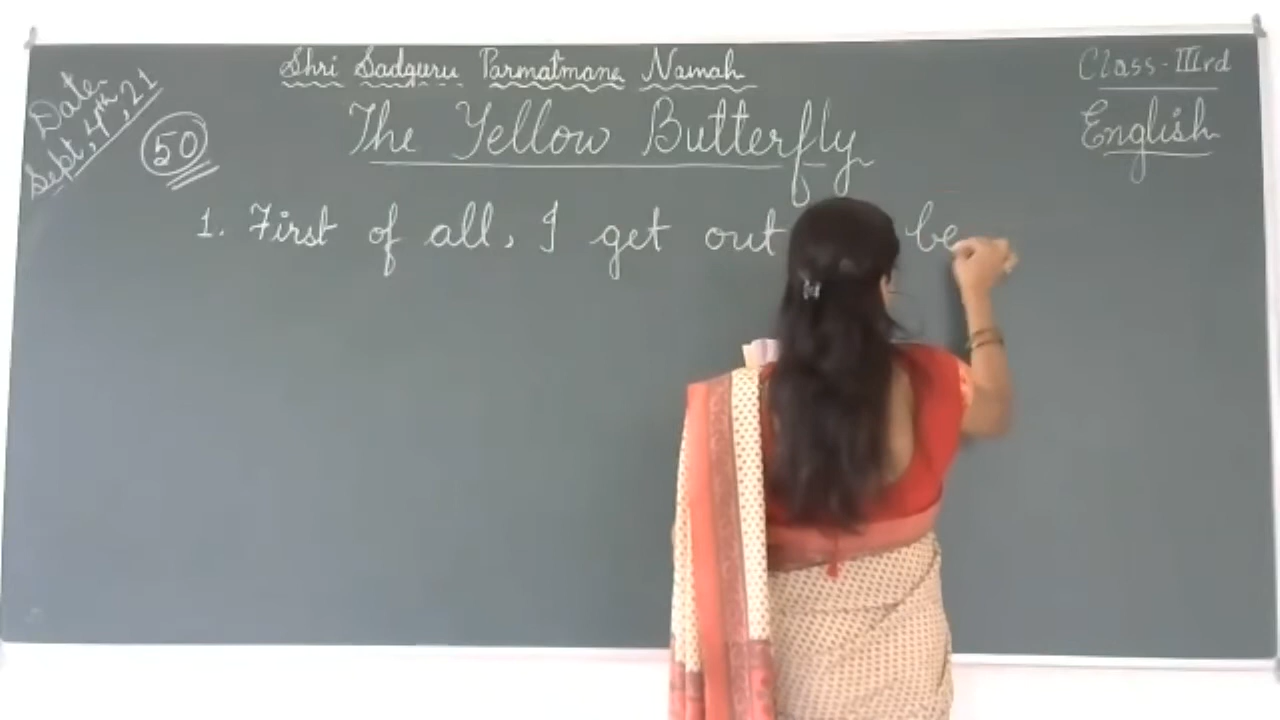 Shri Sadguru Parmatmane Namah
Class-IIIrd
Date-
Sept, 4th, 21
50
The Yellow Butterfly
English
1. First of all, I get out be